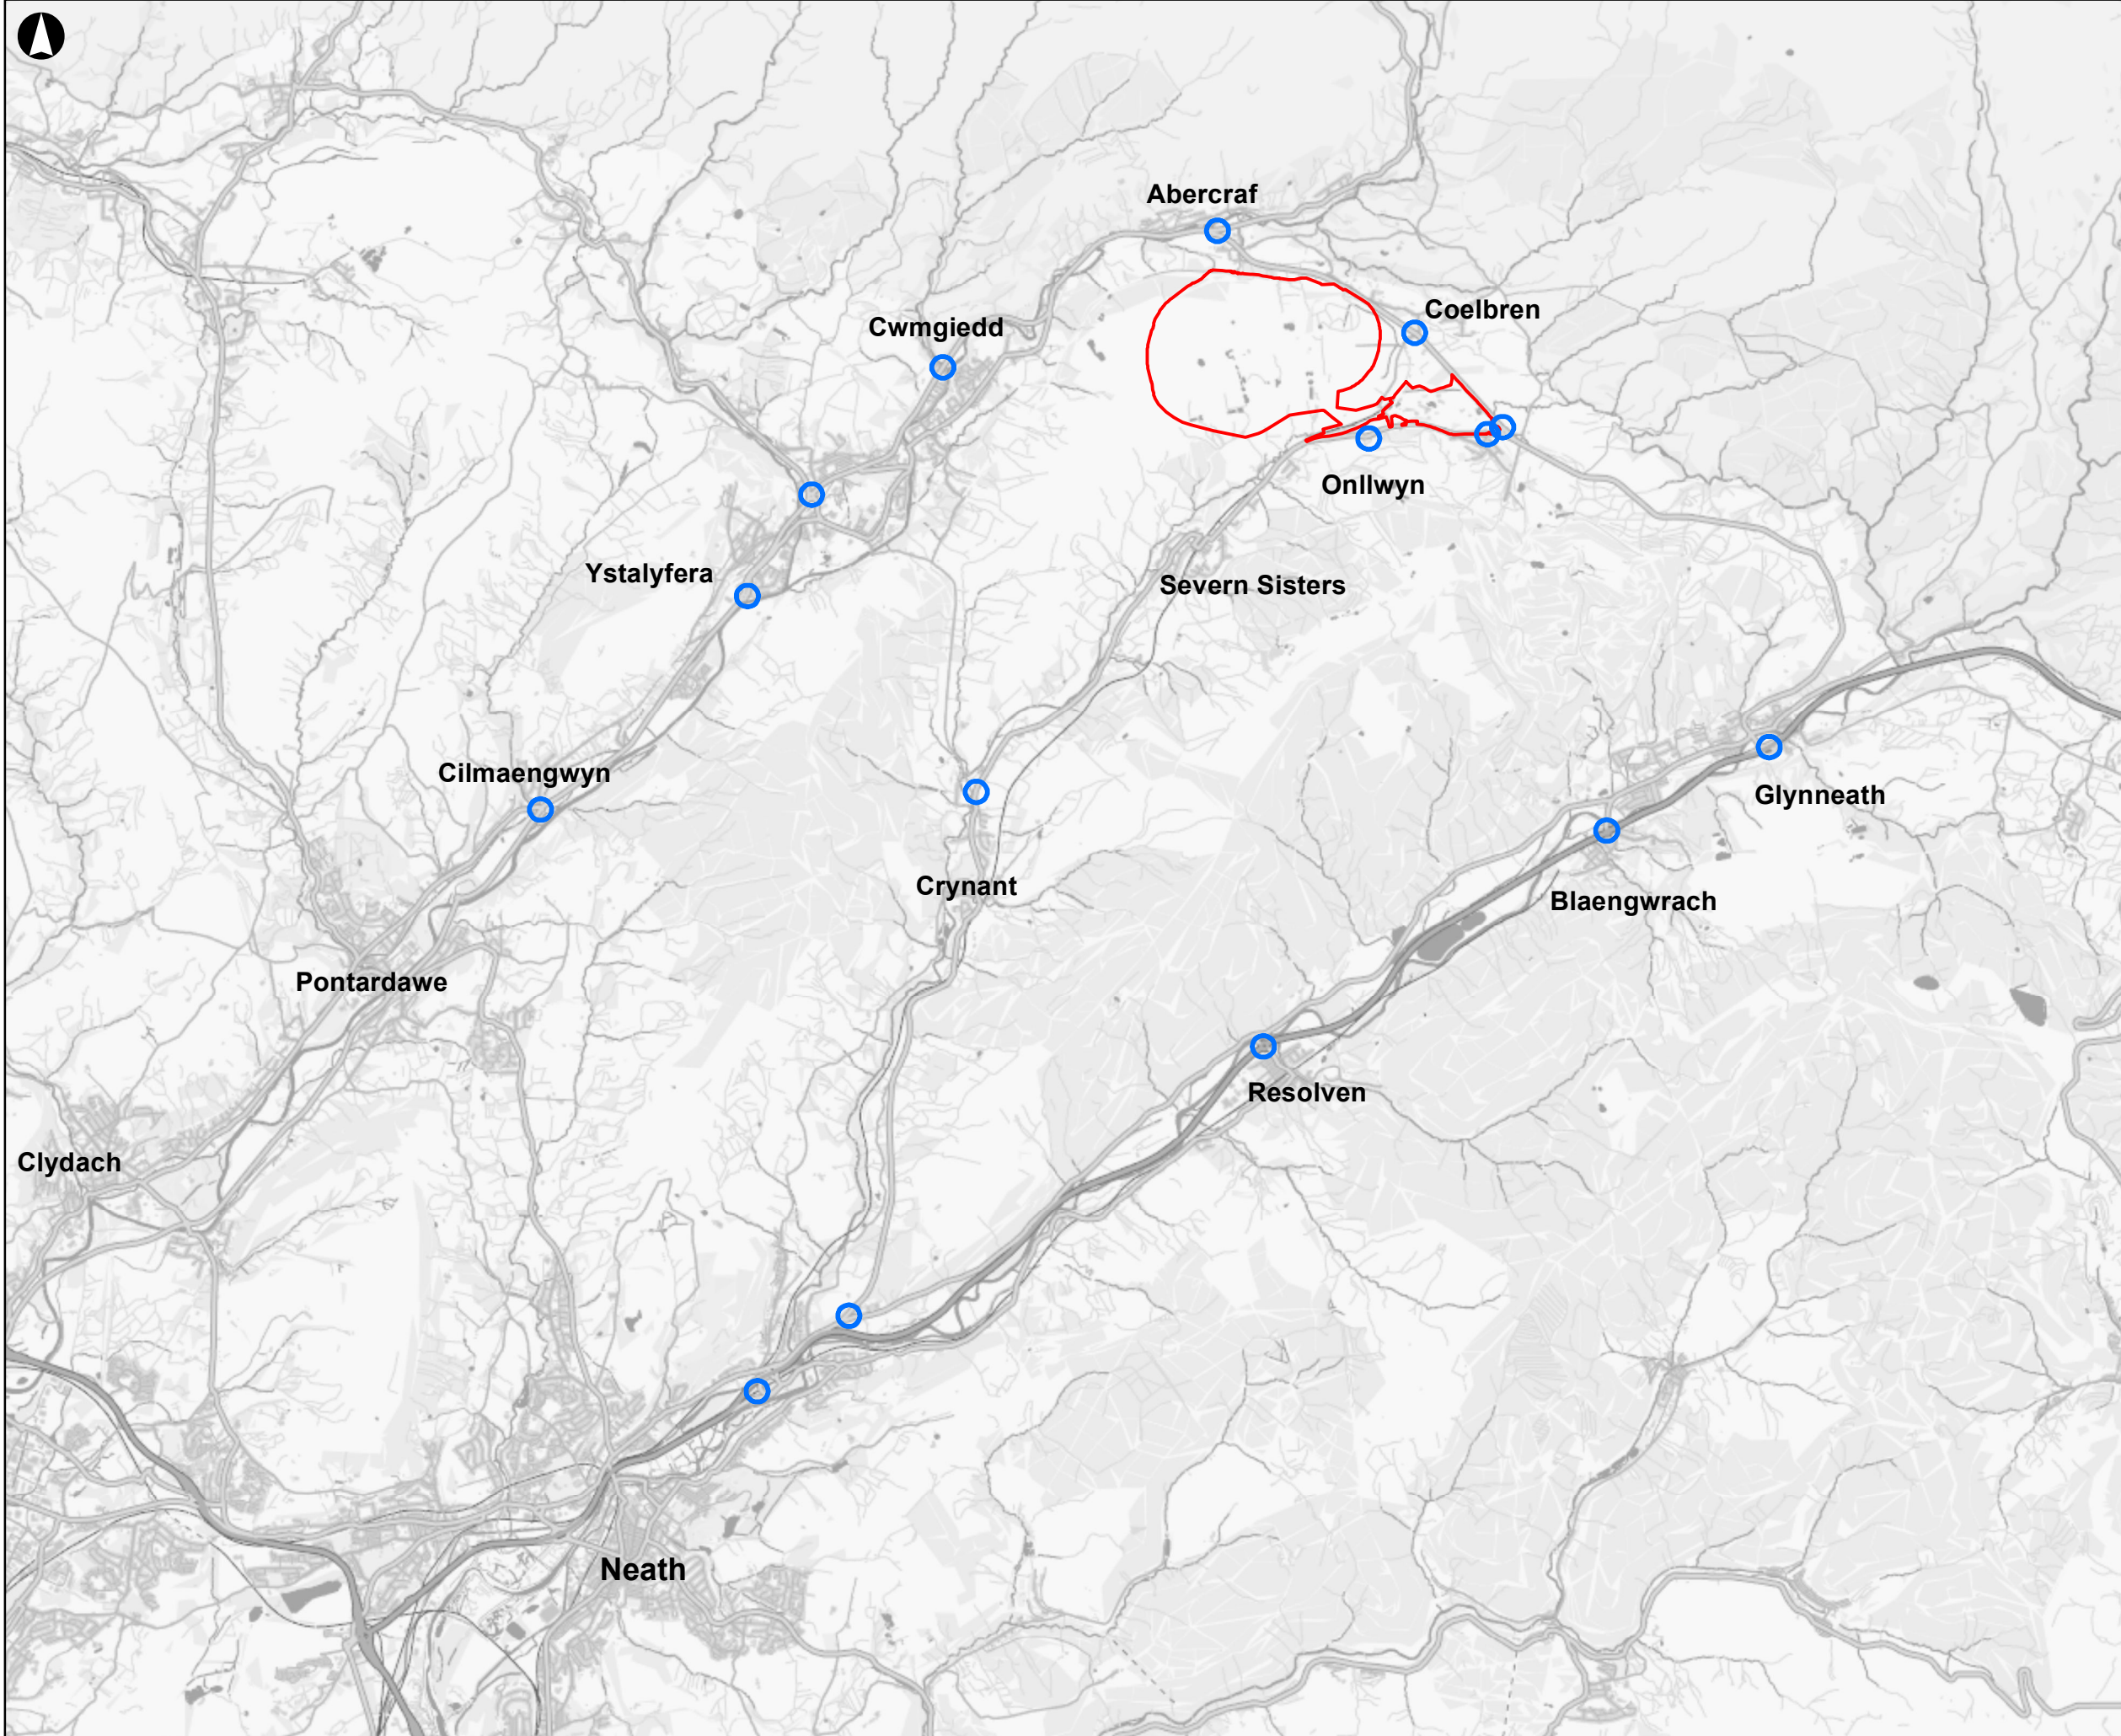 Abercraf
Coelbren
Cwmgiedd
Onllwyn
Ystalyfera
Severn Sisters
Cilmaengwyn
Glynneath
Crynant
Blaengwrach
Pontardawe
Resolven
Clydach
Neath